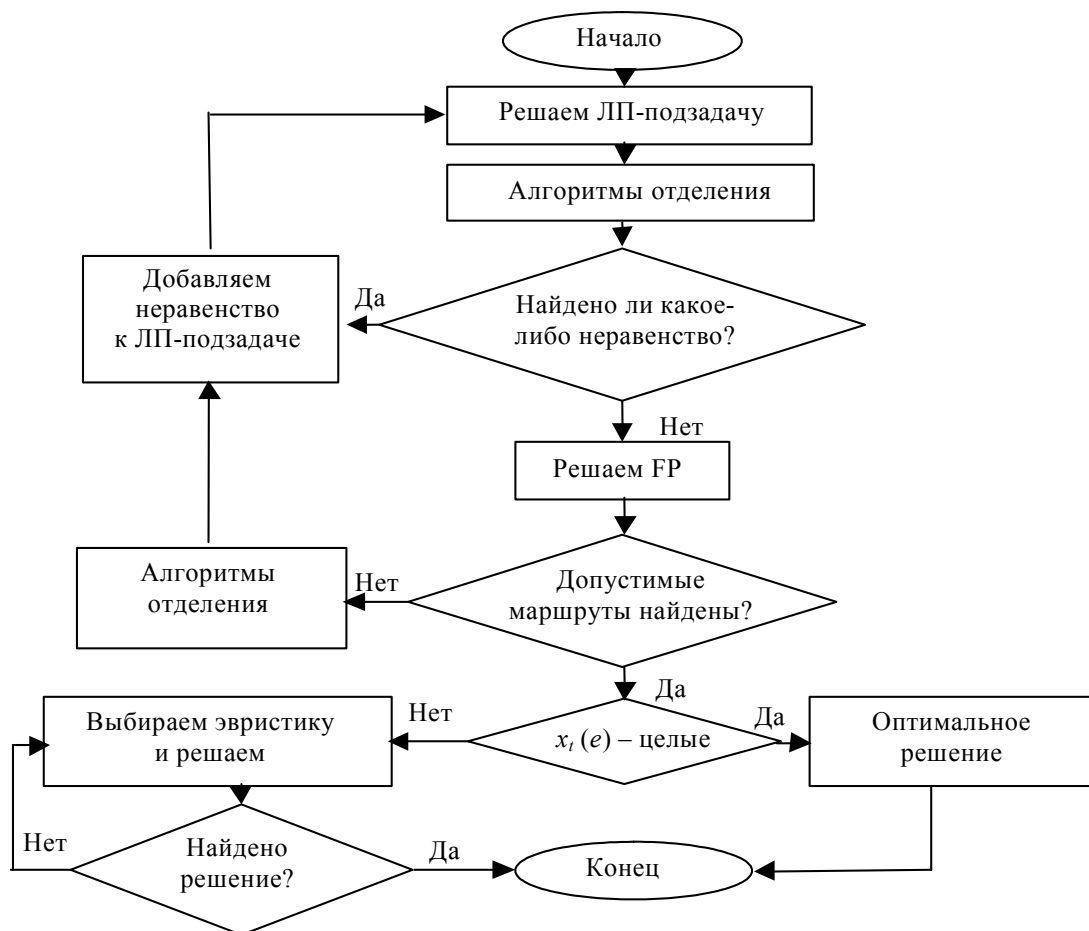 Начало
Решаем ЛП-подзадачу
Алгоритмы отделения
Добавляем
неравенство
к ЛП-подзадаче
Да
Найдено ли какое-
либо неравенство?
Нет
Решаем FP
Алгоритмы
отделения
Нет
Допустимые
маршруты найдены?
Да
Выбираем эвристику
и решаем
Нет
xₜ (e) – целые
Да
Оптимальное
решение
Нет
Найдено
решение?
Да
Конец